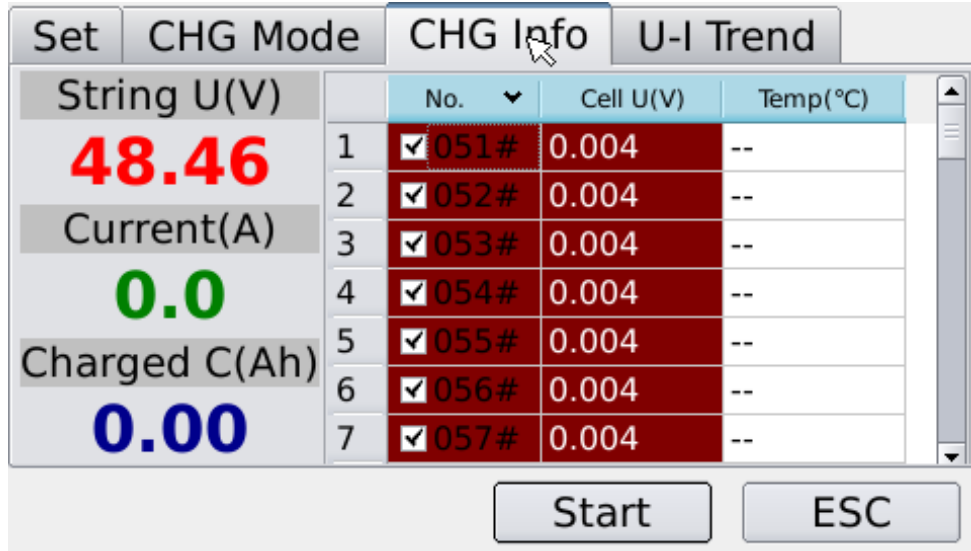 Set CHG Mode CHG Info U-I Trend
String U(V)
48.46
Current(A)
0.0
Charged C(Ah)
0.00
No. Cell U(V) Temp(°C)
1 051# 0.004 --
2 052# 0.004 --
3 053# 0.004 --
4 054# 0.004 --
5 055# 0.004 --
6 056# 0.004 --
7 057# 0.004 --
Start ESC